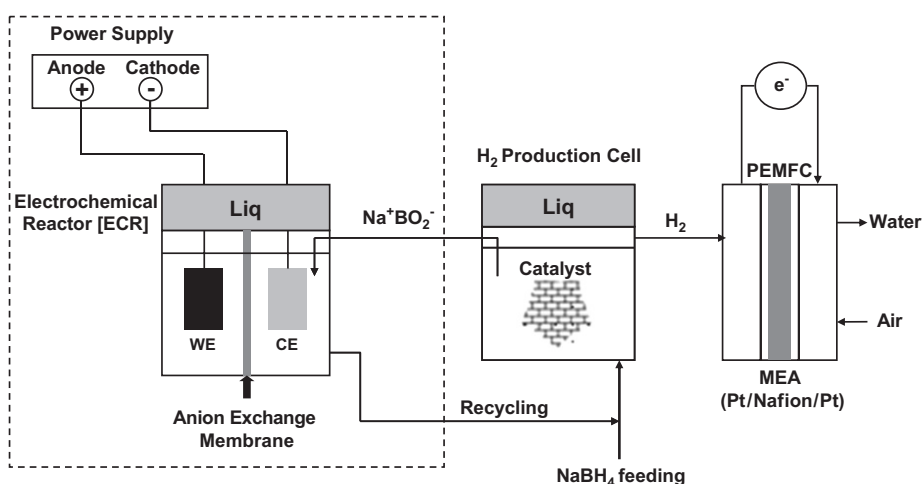 Power Supply
Anode
Cathode
+
-
e-
H2 Production Cell
PEMFC
Electrochemical
Reactor [ECR]
Liq
Na+BO2-
Liq
H2
Water
Catalyst
WE
CE
Air
Anion Exchange
Membrane
Recycling
MEA
(Pt/Nafion/Pt)
NaBH4 feeding